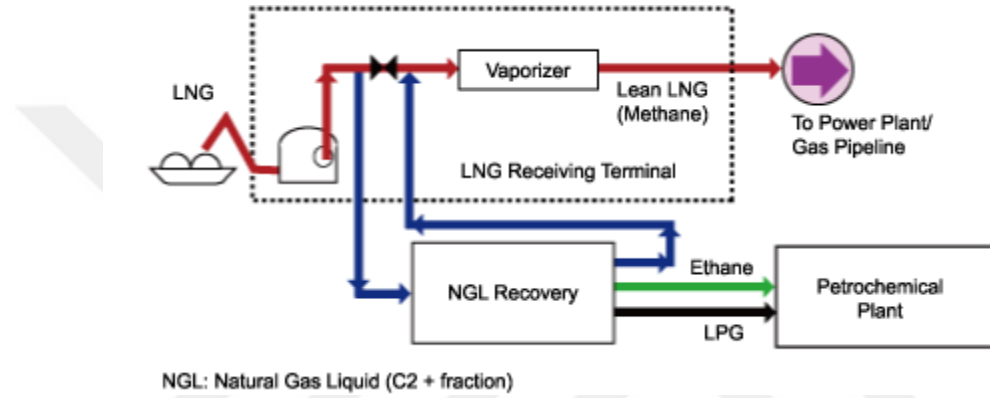 LNG
Vaporizer
Lean LNG
(Methane)
To Power Plant/
Gas Pipeline
LNG Receiving Terminal
NGL Recovery
Ethane
LPG
Petrochemical
Plant
NGL: Natural Gas Liquid (C2 + fraction)